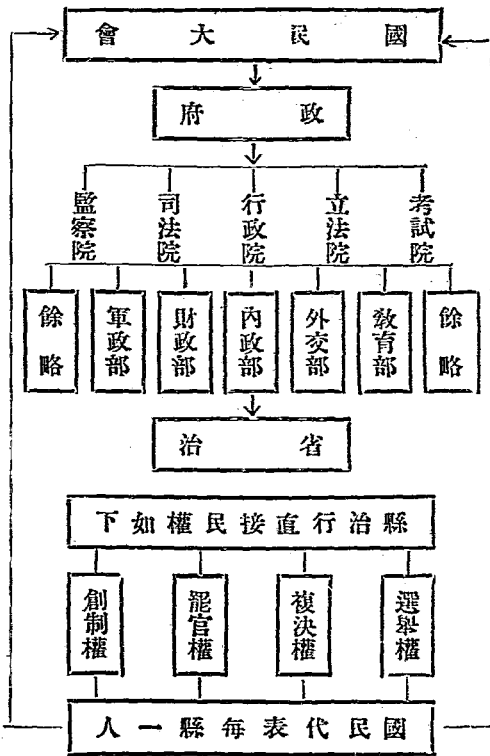 國民大會
政府
考試院
立法院
行政院
司法院
監察院
餘略
敎育部
外交部
內政部
財政部
軍政部
餘略
省治
縣治行直接民權如下
選舉權
複決權
罷官權
創制權
國民代表每縣一人